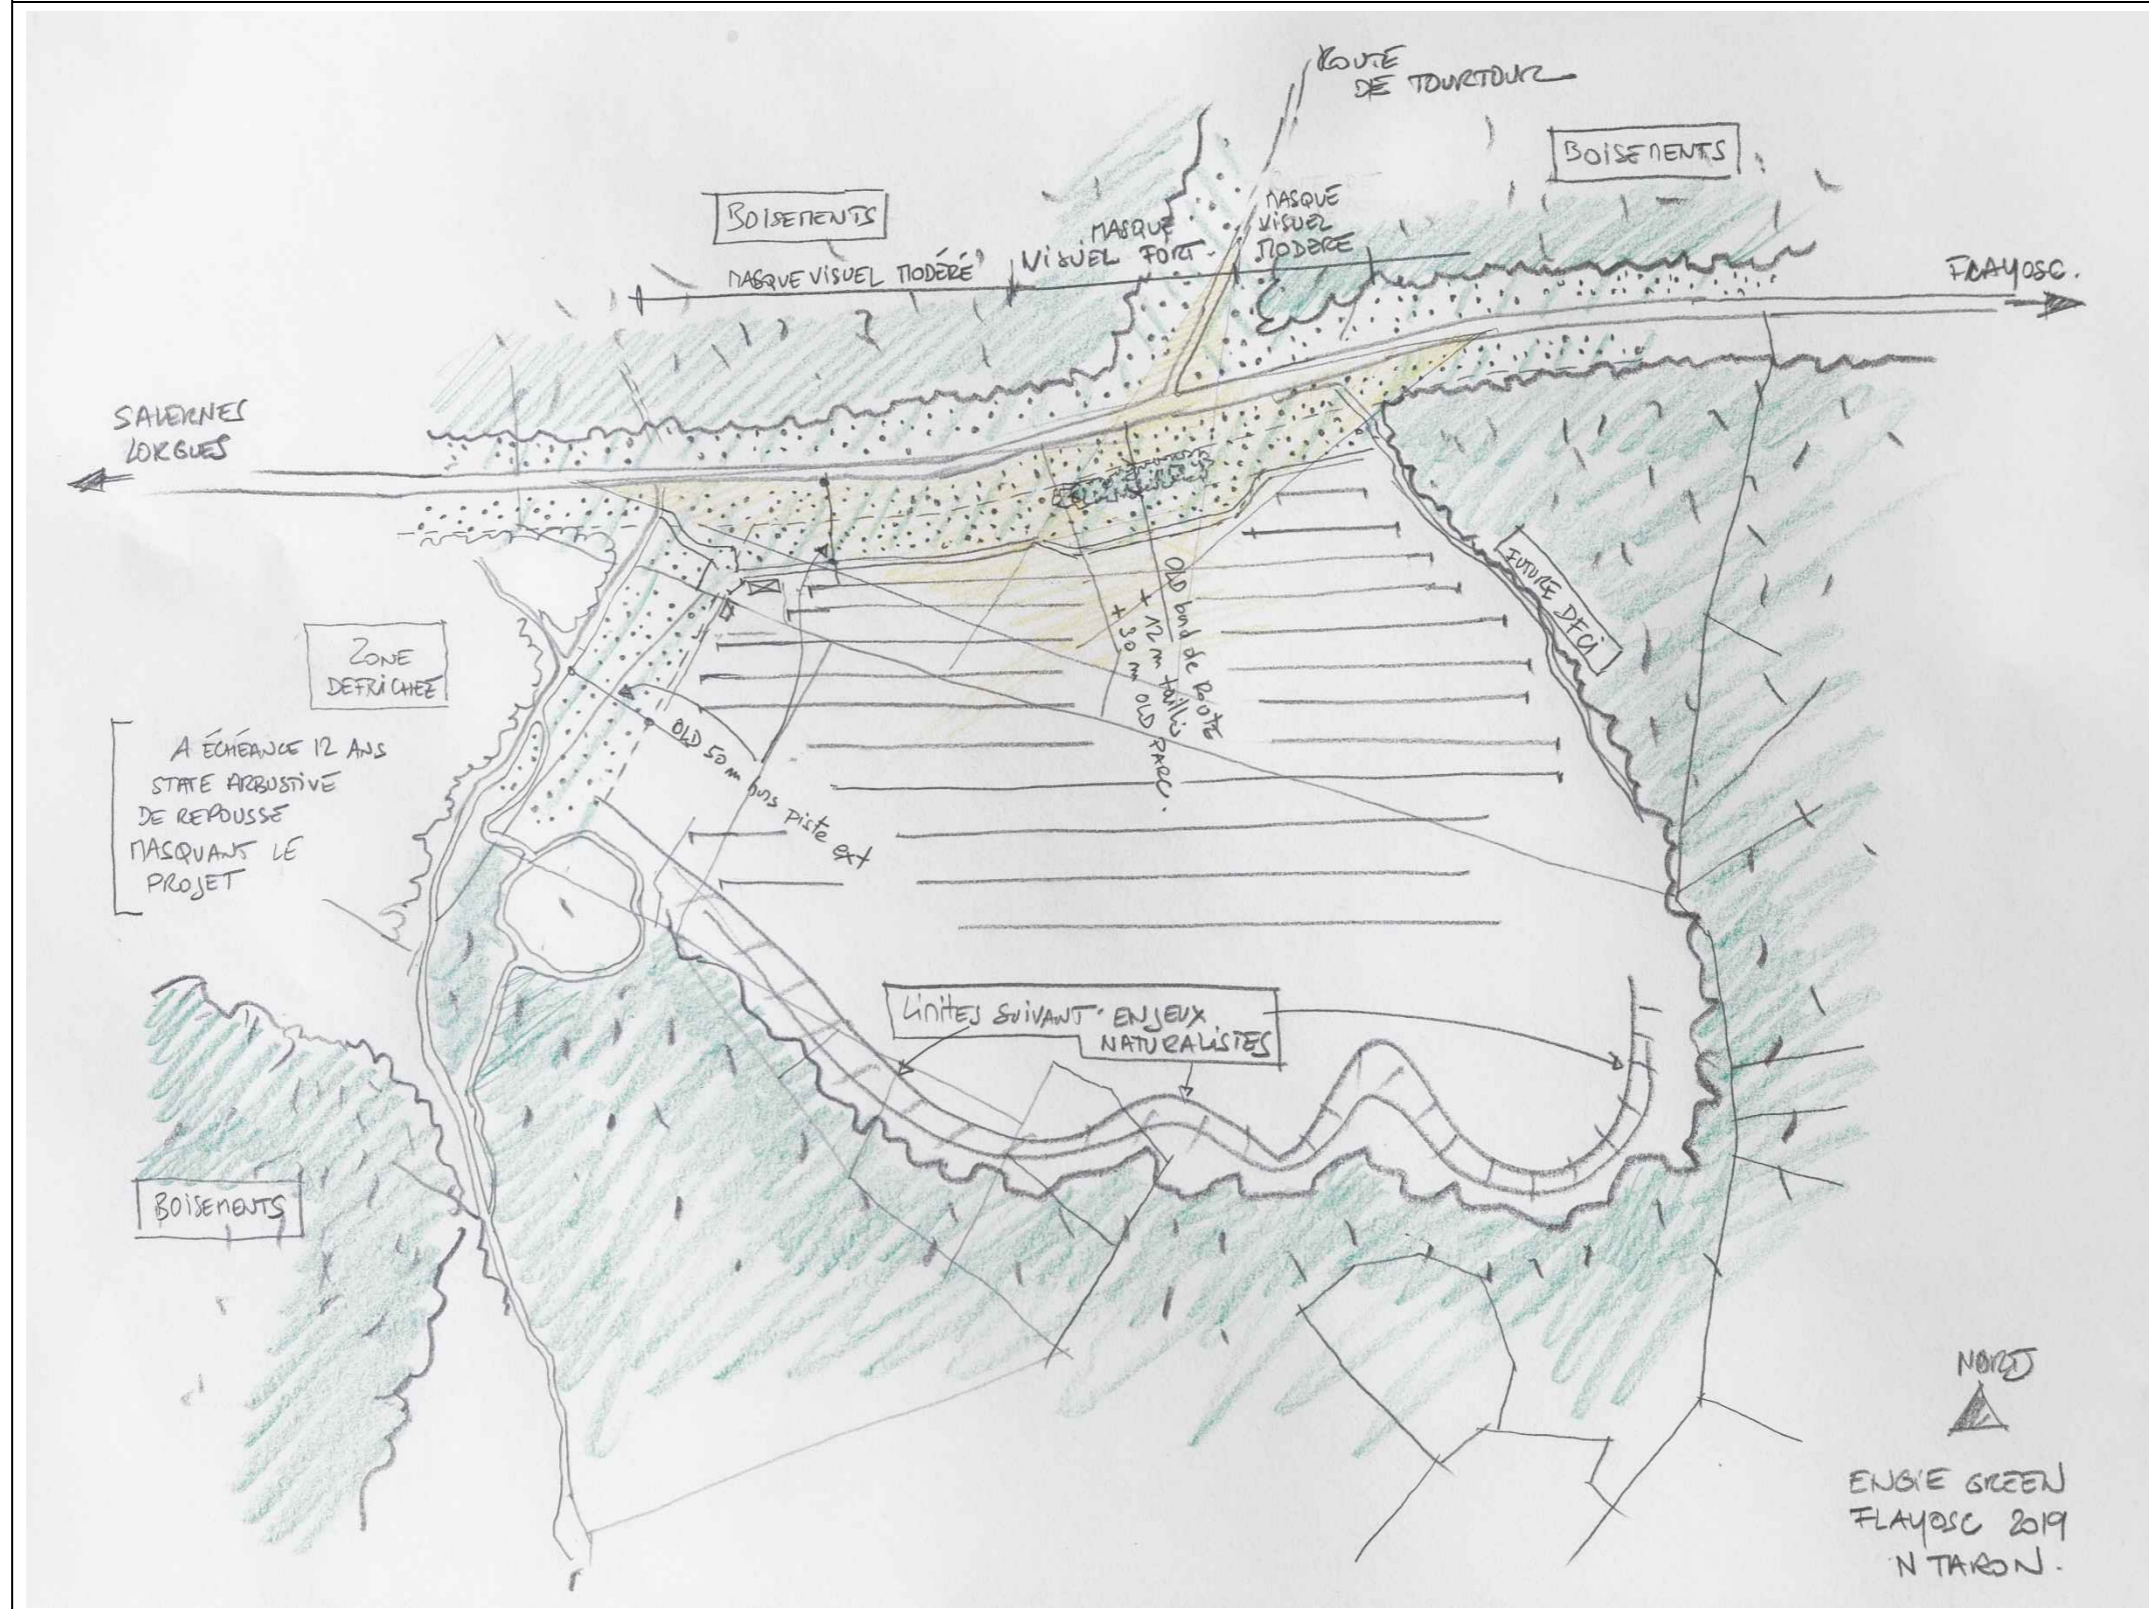 ROUTE
DE TOURTOUR
BOISEMENTS
BOISEMENTS
MASQUE VISUEL MODÉRÉ
MASQUE
VISUEL FORT.
MASQUE
VISUEL
MODERE
FLAYOSC.
SALERNES
LORGUES
FUTURE DFCI
ZONE
DEFRICHEE
A ÉCHÉANCE 12 ANS
STATE ARBUSTIVE
DE REPOUSSE
MASQUANT LE
PROJET
OLD bord de Route
+ 12 m taillis
+ 30 m OLD PARC.
OLD 50 m hors piste ext
Limites SUIVANT ENJEUX
NATURALISTES
BOISEMENTS
NORD
ENGIE GREEN
FLAYOSC 2019
N TARON.